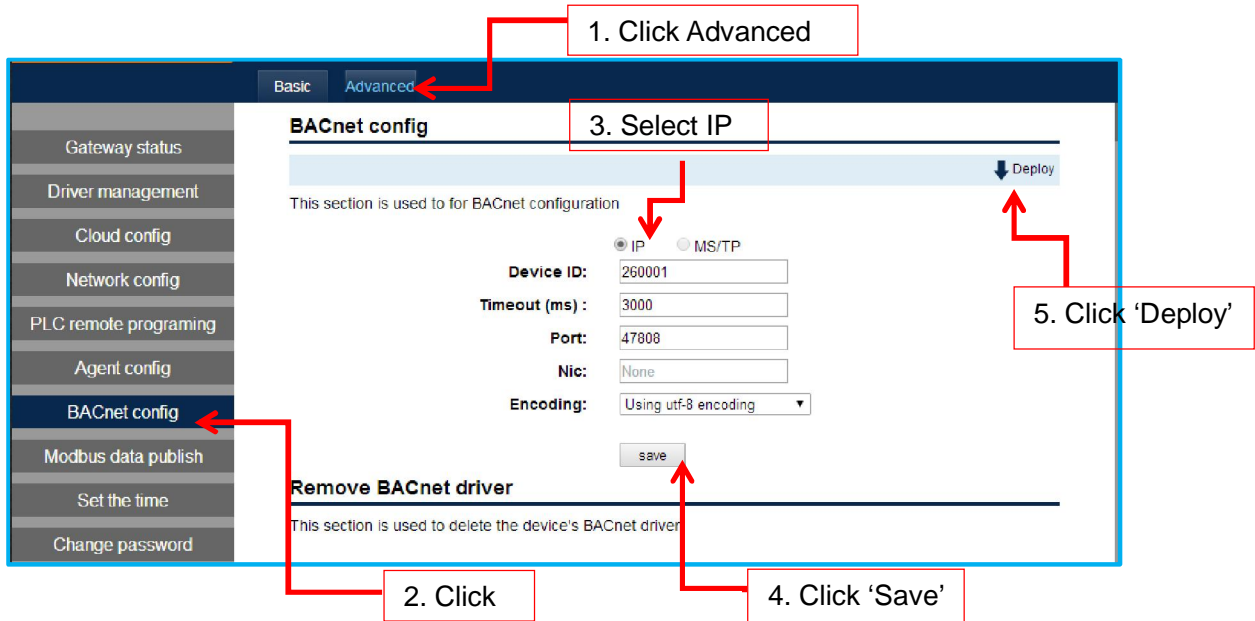 1. Click Advanced
Basic Advanced
BACnet config
3. Select IP
Gateway status
Deploy
Driver management
This section is used to for BACnet configuration
Cloud config
IP MS/TP
Device ID: 260001
Network config
Timeout (ms) : 3000
PLC remote programing
5. Click ‘Deploy’
Port: 47808
Agent config
Nic: None
BACnet config
Encoding: Using utf-8 encoding
Modbus data publish
save
Set the time
Remove BACnet driver
This section is used to delete the device's BACnet driver
Change password
2. Click
4. Click ‘Save’